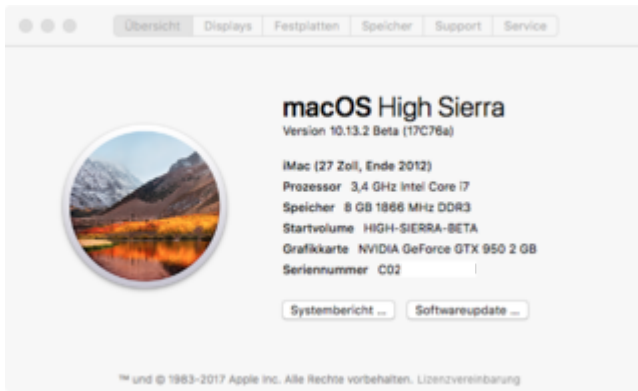 Übersicht Displays Festplatten Speicher Support Service
macOS High Sierra
Version 10.13.2 Beta (17C76a)
iMac (27 Zoll, Ende 2012)
Prozessor 3,4 GHz Intel Core i7
Speicher 8 GB 1866 MHz DDR3
Startvolume HIGH-SIERRA-BETA
Grafikkarte NVIDIA GeForce GTX 950 2 GB
Seriennummer C02
Systembericht ... Softwareupdate ...
™ und © 1983-2017 Apple Inc. Alle Rechte vorbehalten. Lizenzvereinbarung